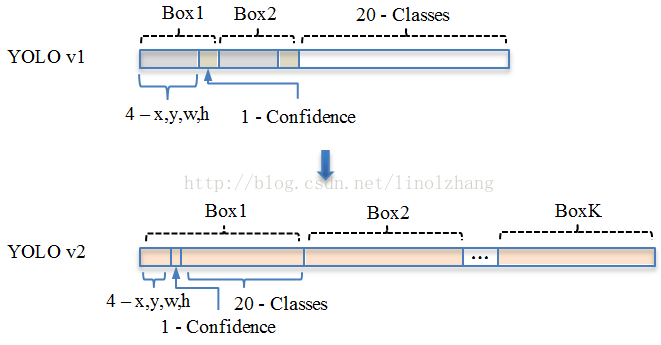 Box1 Box2 20 - Classes
YOLO v1
4 – x,y,w,h
1 - Confidence
http://blog.csdn.net/linolzhang
Box1 Box2 BoxK
YOLO v2
...
4 – x,y,w,h 20 - Classes
1 - Confidence